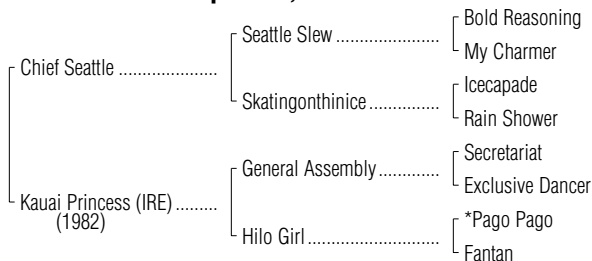 Bold Reasoning
Seattle Slew ..................
My Charmer
Chief Seattle .....................
Icecapade
Skatingonthinice ...............
Rain Shower
Secretariat
General Assembly .............
Exclusive Dancer
Kauai Princess (IRE) .........
(1982)
*Pago Pago
Hilo Girl ...........................
Fantan